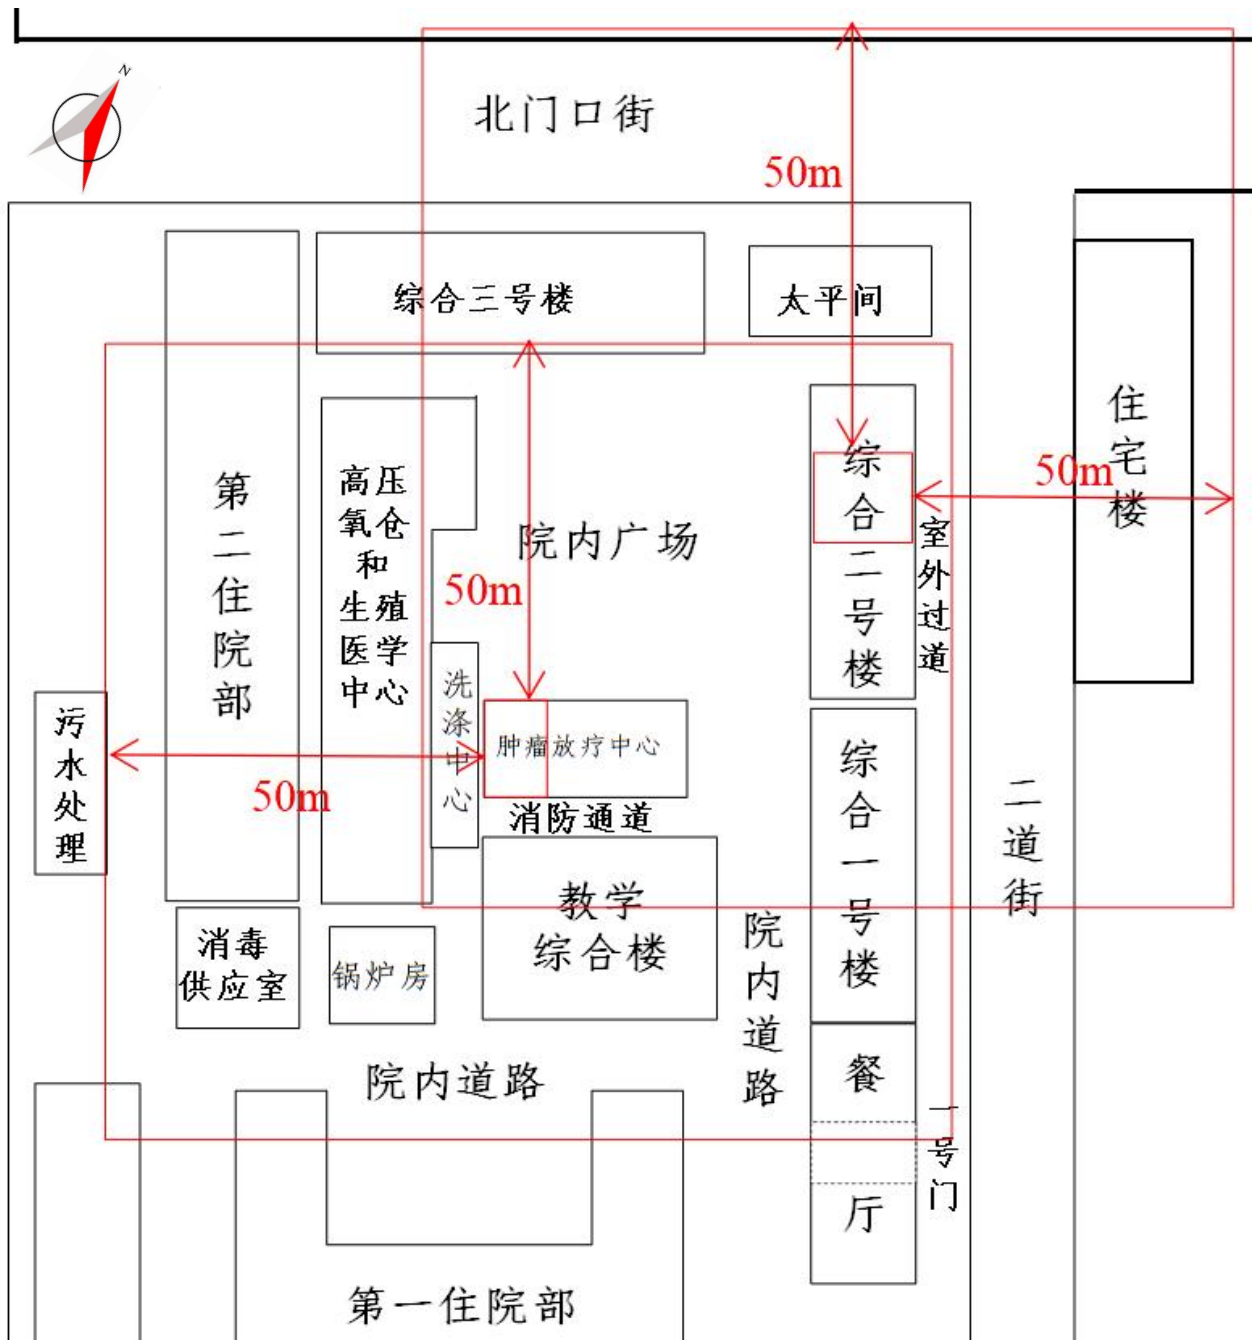 N
北门口街
50m
综合三号楼
太平间
住宅楼
综合二号楼
50m
第二住院部
高压
氧仓
和
生殖
医学
中心
院内广场
室外过道
50m
洗涤中心
污水处理
肿瘤放疗中心
50m
消防通道
综合一号楼
二道街
教学
综合楼
院内道路
消毒
供应室
锅炉房
院内道路
餐厅
一号门
第一住院部